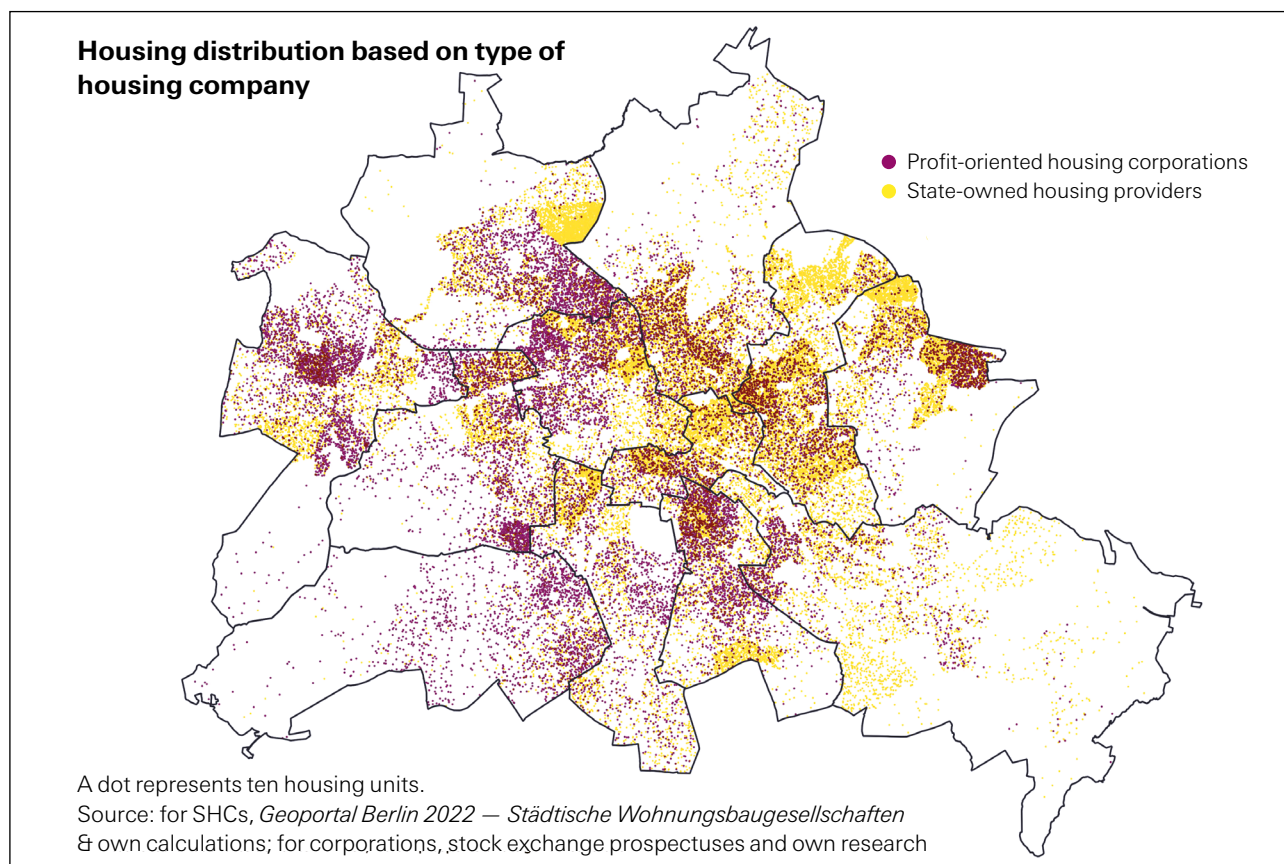 Housing distribution based on type of
housing company
Profit-oriented housing corporations
State-owned housing providers
A dot represents ten housing units.
Source: for SHCs, Geoportal Berlin 2022 — Städtische Wohnungsbaugesellschaften
& own calculations; for corporations, stock exchange prospectuses and own research